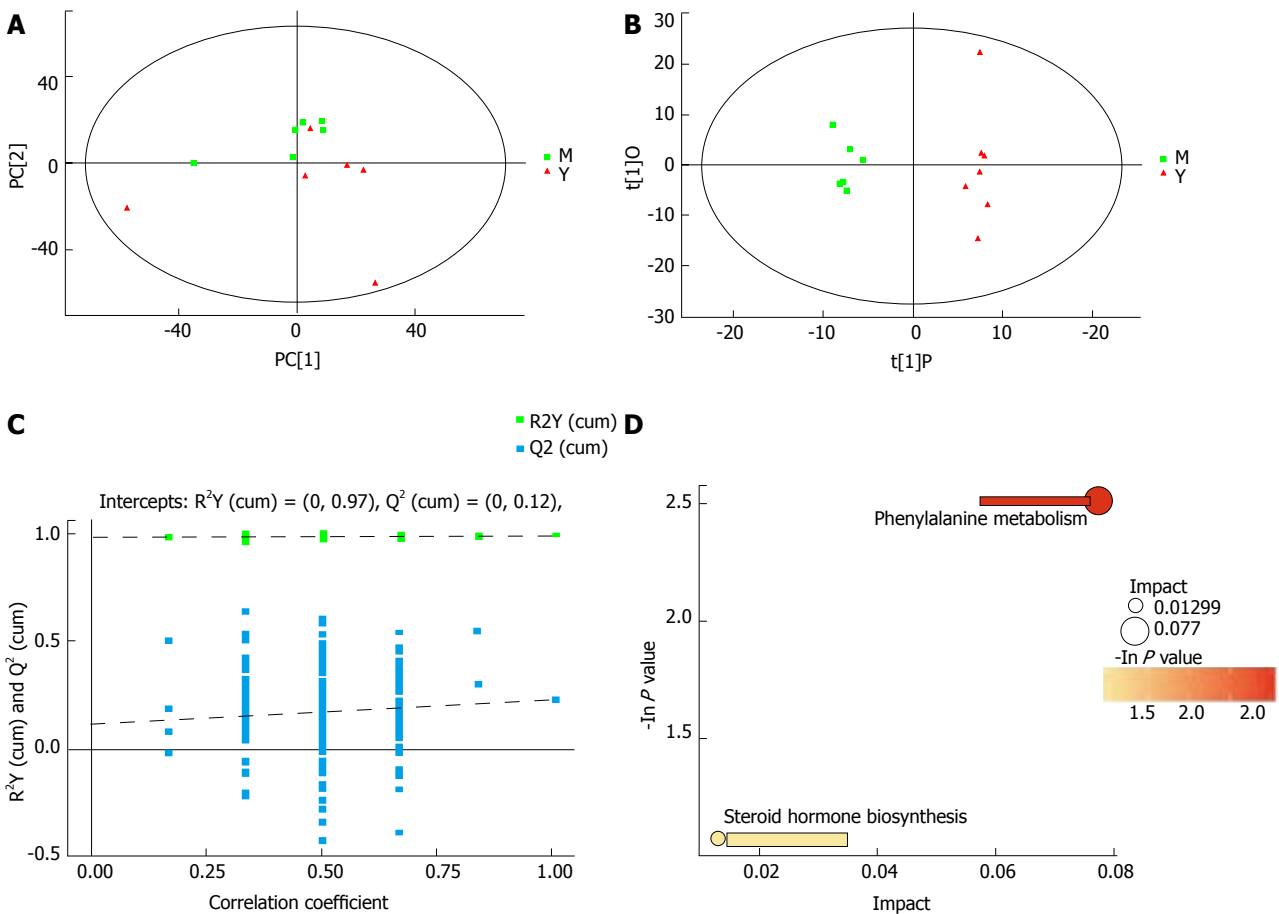 A
40
0
-40
PC[2]
-40
0
40
PC[1]
M
Y
B
30
20
10
0
-10
-20
-30
t[1]O
-20
-10
0
10
-20
t[1]P
M
Y
C
R2Y (cum)
Q2 (cum)
Intercepts: R²Y (cum) = (0, 0.97), Q² (cum) = (0, 0.12),
1.0
0.5
0.0
-0.5
R²Y (cum) and Q² (cum)
0.00
0.25
0.50
0.75
1.00
Correlation coefficient
D
2.5
2.0
1.5
-In P value
Phenylalanine metabolism
Steroid hormone biosynthesis
0.02
0.04
0.06
0.08
Impact
Impact
0.01299
0.077
-In P value
1.5 2.0 2.0